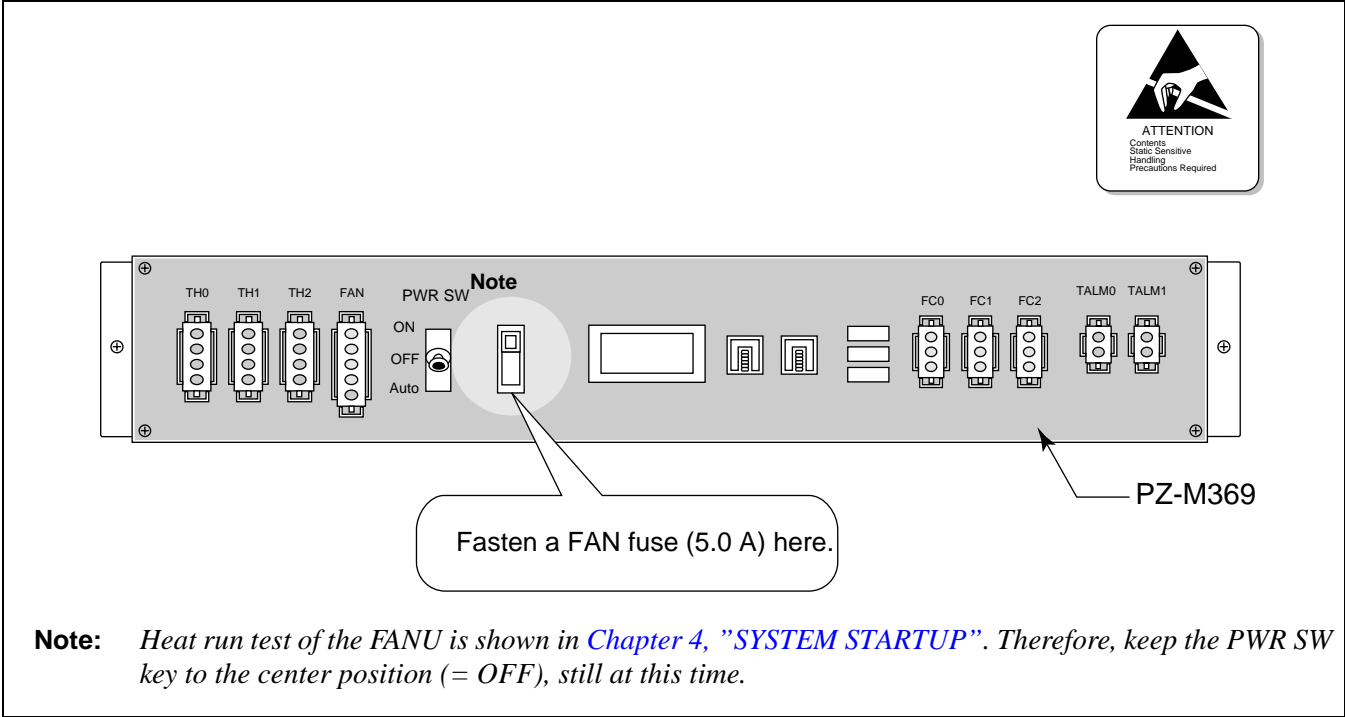 ATTENTION
Contents
Static Sensitive
Handling
Precautions Required
Note
TH0 TH1 TH2 FAN PWR SW
ON
OFF
Auto
FC0 FC1 FC2 TALM0 TALM1
PZ-M369
Fasten a FAN fuse (5.0 A) here.
Note: Heat run test of the FANU is shown in Chapter 4, ”SYSTEM STARTUP”. Therefore, keep the PWR SW
key to the center position (= OFF), still at this time.